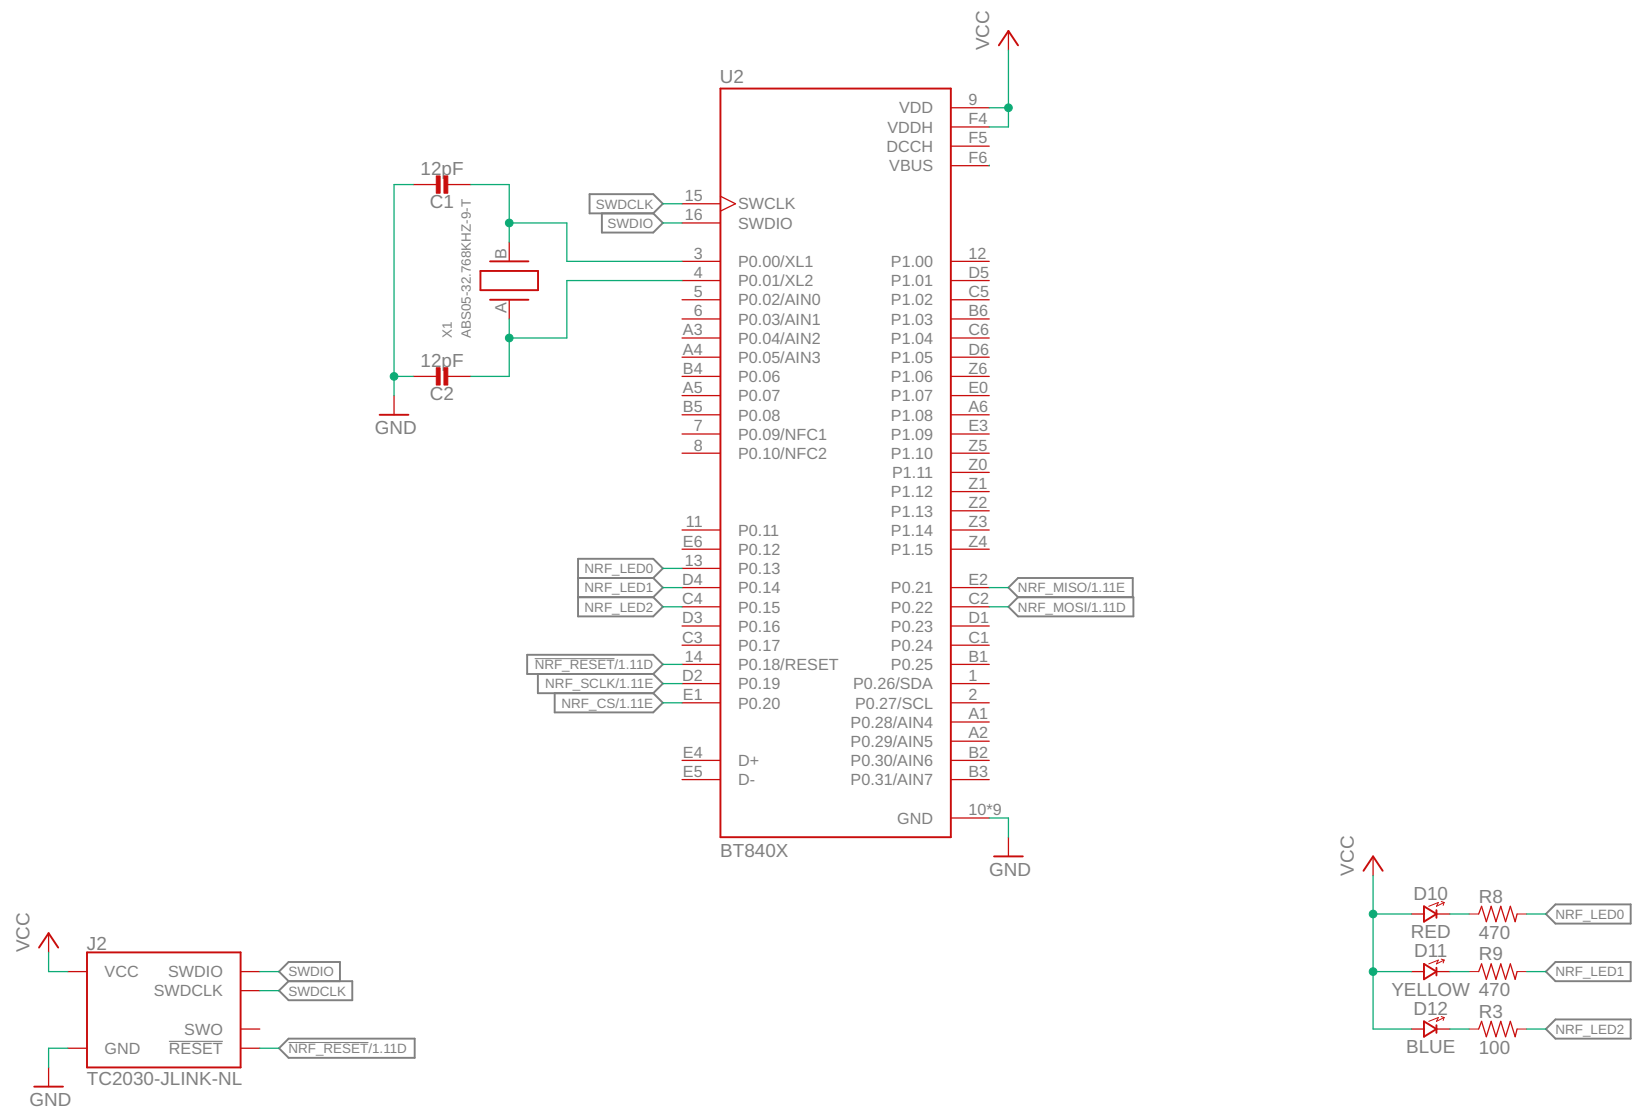 VCC
U2
VDD 9
VDDH F4
DCCH F5
VBUS F6
12pF
C1
X1
ABS05-32.768KHZ-9-T
B
A
12pF
C2
GND
SWDCLK 15 SWCLK
SWDIO 16 SWDIO
3 P0.00/XL1 P1.00 12
4 P0.01/XL2 P1.01 D5
5 P0.02/AIN0 P1.02 C5
6 P0.03/AIN1 P1.03 B6
A3 P0.04/AIN2 P1.04 C6
A4 P0.05/AIN3 P1.05 D6
B4 P0.06 P1.06 Z6
A5 P0.07 P1.07 E0
B5 P0.08 P1.08 A6
7 P0.09/NFC1 P1.09 E3
8 P0.10/NFC2 P1.10 Z5
P1.11 Z0
P1.12 Z1
P1.13 Z2
11 P0.11 P1.14 Z3
E6 P0.12 P1.15 Z4
NRF_LED0 13 P0.13
NRF_LED1 D4 P0.14 P0.21 E2 NRF_MISO/1.11E
NRF_LED2 C4 P0.15 P0.22 C2 NRF_MOSI/1.11D
D3 P0.16 P0.23 D1
C3 P0.17 P0.24 C1
NRF_RESET/1.11D 14 P0.18/RESET P0.25 B1
NRF_SCLK/1.11E D2 P0.19 P0.26/SDA 1
NRF_CS/1.11E E1 P0.20 P0.27/SCL 2
P0.28/AIN4 A1
P0.29/AIN5 A2
E4 D+ P0.30/AIN6 B2
E5 D- P0.31/AIN7 B3
GND 10*9
BT840X
GND
VCC
J2
VCC SWDIO SWDIO
SWDCLK SWDCLK
SWO
GND RESET NRF_RESET/1.11D
TC2030-JLINK-NL
GND
VCC
D10 R8 NRF_LED0
RED 470
D11 R9 NRF_LED1
YELLOW 470
D12 R3 NRF_LED2
BLUE 100